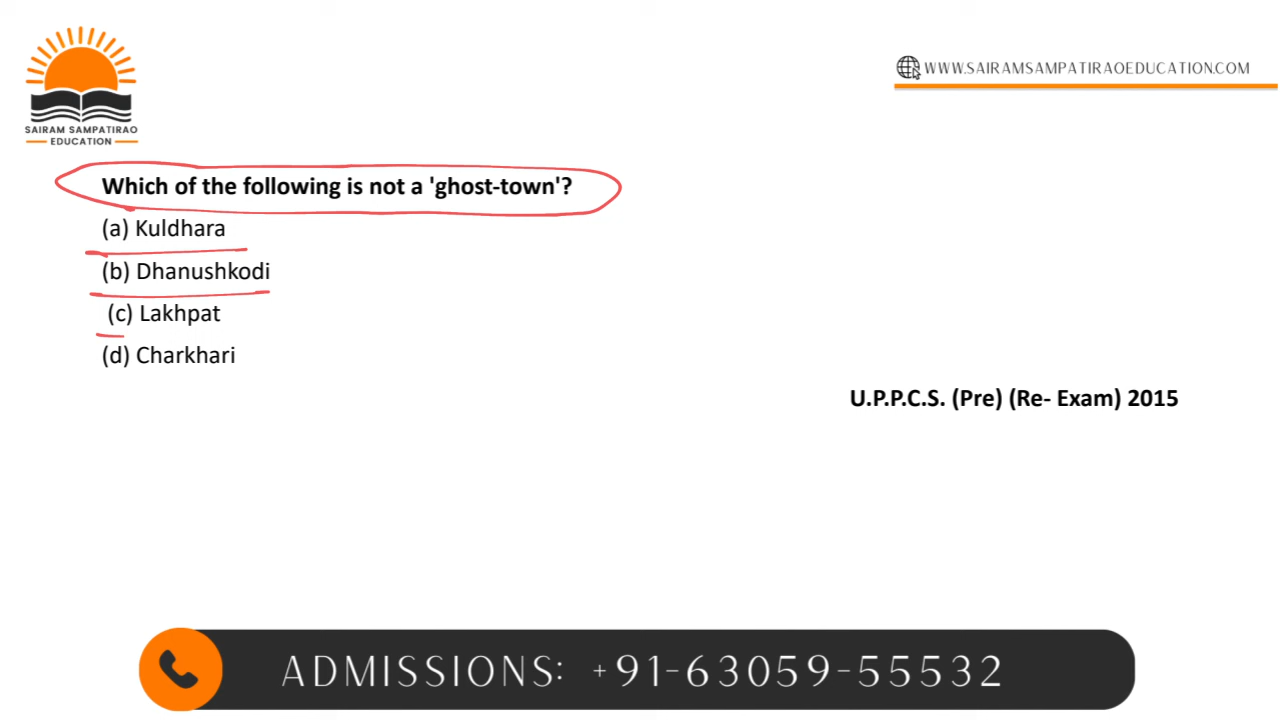 SAIRAM SAMPATIRAO
EDUCATION
WWW.SAIRAMSAMPATIRAOEDUCATION.COM
Which of the following is not a 'ghost-town'?
(a) Kuldhara
(b) Dhanushkodi
(c) Lakhpat
(d) Charkhari
U.P.P.C.S. (Pre) (Re- Exam) 2015
ADMISSIONS: +91-63059-55532